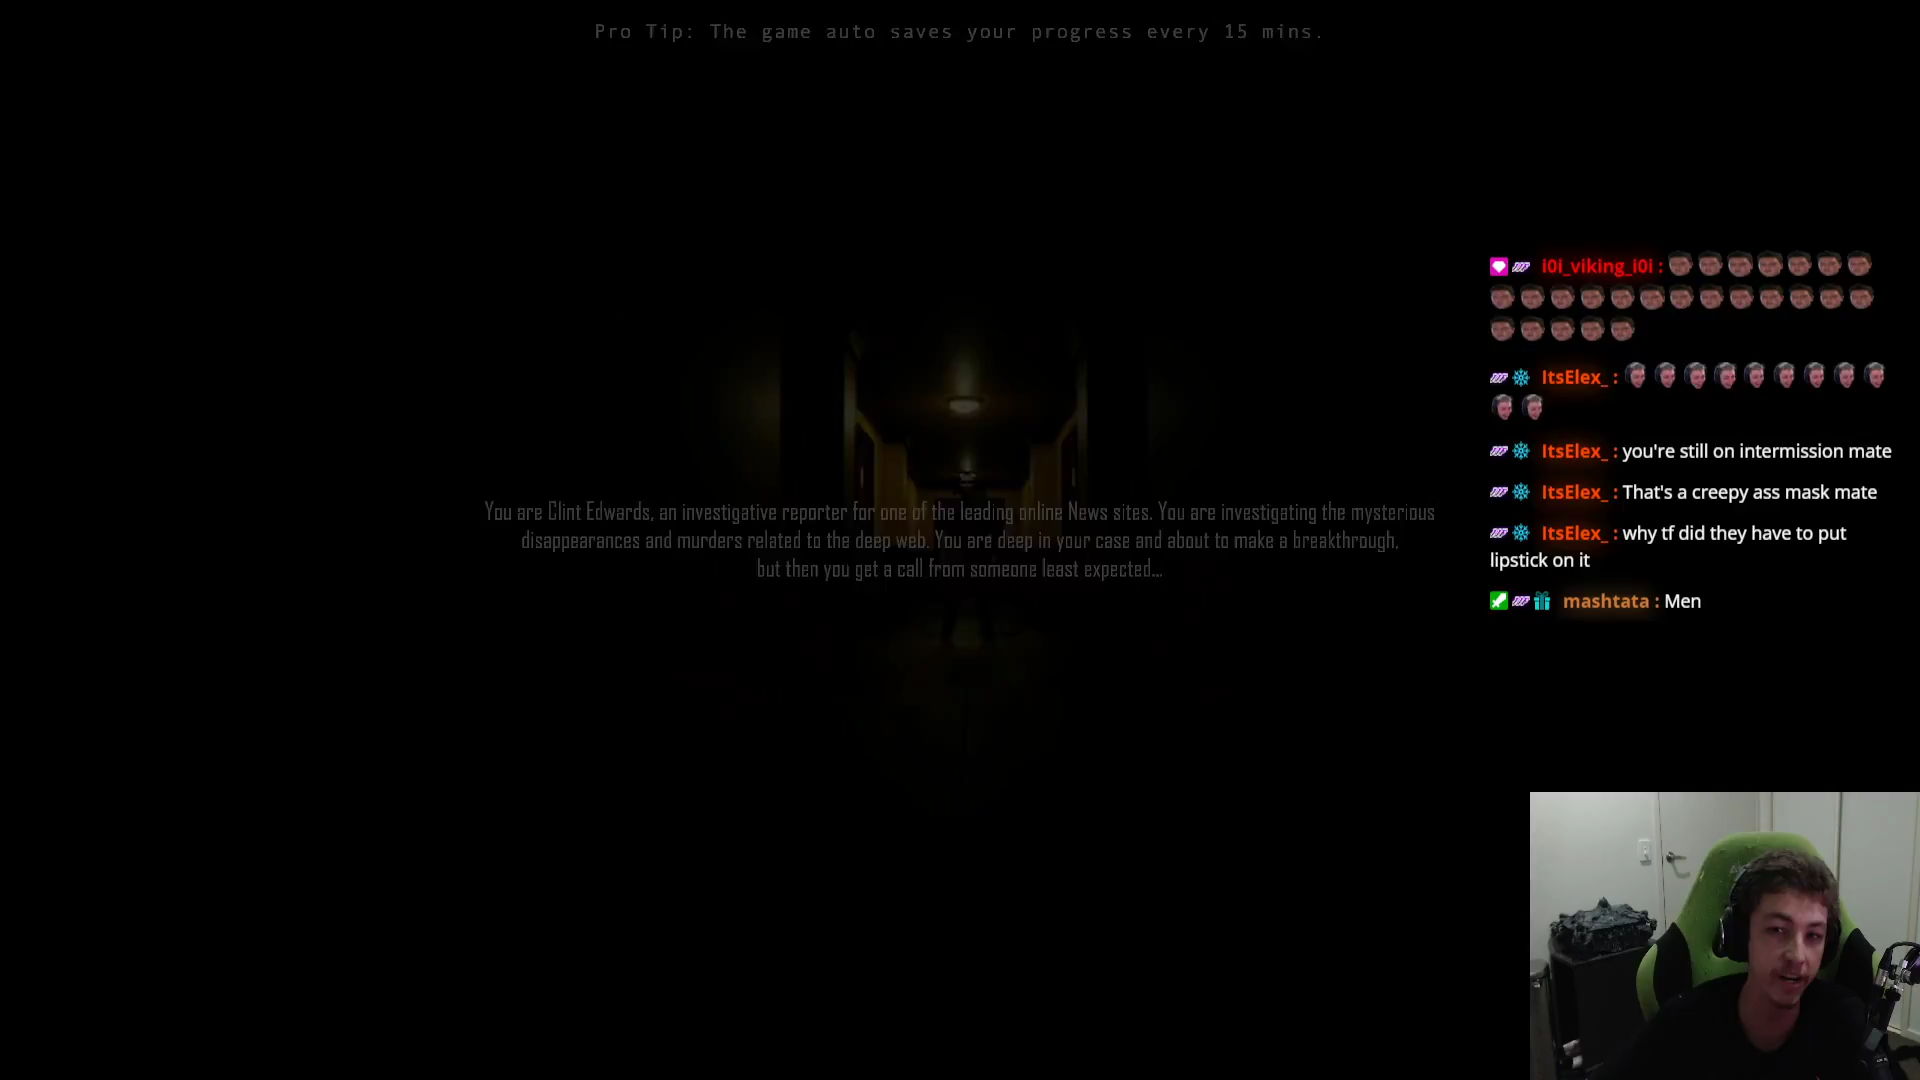 Pro Tip: The game auto saves your progress every 15 mins.
You are Clint Edwards, an investigative reporter for one of the leading online News sites. You are investigating the mysterious
disappearances and murders related to the deep web. You are deep in your case and about to make a breakthrough,
but then you get a call from someone least expected...
i0i_viking_i0i :
ItsElex_ :
ItsElex_ : you're still on intermission mate
ItsElex_ : That's a creepy ass mask mate
ItsElex_ : why tf did they have to put
lipstick on it
mashtata : Men